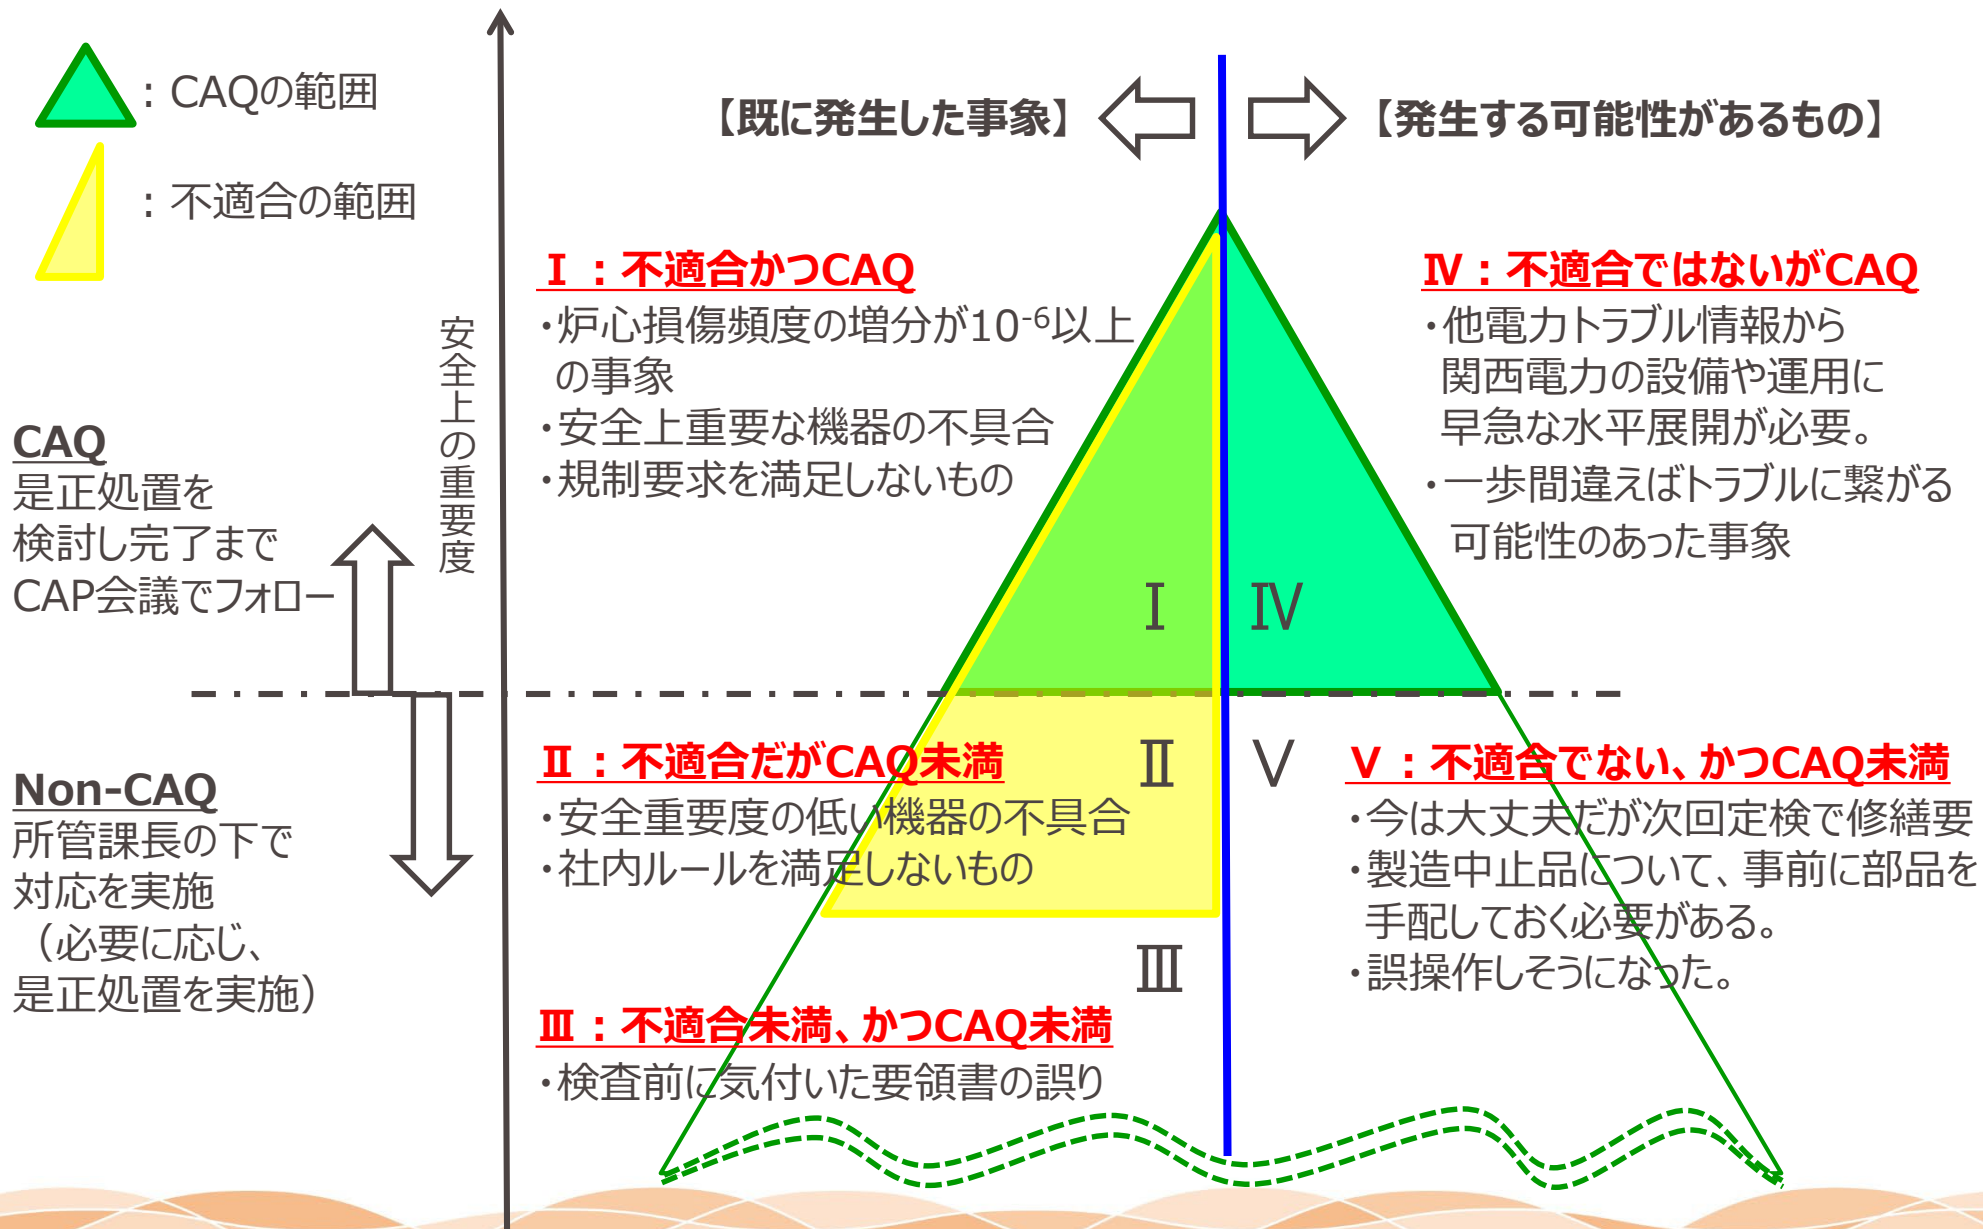 ：CAQの範囲
：不適合の範囲
【既に発生した事象】
【発生する可能性があるもの】
安全上の重要度
CAQ
是正処置を
検討し完了まで
CAP会議でフォロー
Non-CAQ
所管課長の下で
対応を実施
（必要に応じ、
是正処置を実施）
Ⅰ：不適合かつCAQ
・炉心損傷頻度の増分が10⁻⁶以上
の事象
・安全上重要な機器の不具合
・規制要求を満足しないもの
Ⅳ：不適合ではないがCAQ
・他電力トラブル情報から
関西電力の設備や運用に
早急な水平展開が必要。
・一歩間違えばトラブルに繋がる
可能性のあった事象
Ⅰ
Ⅳ
Ⅱ：不適合だがCAQ未満
・安全重要度の低い機器の不具合
・社内ルールを満足しないもの
Ⅱ
Ⅴ
Ⅴ：不適合でない、かつCAQ未満
・今は大丈夫だが次回定検で修繕要
・製造中止品について、事前に部品を
手配しておく必要がある。
・誤操作しそうになった。
Ⅲ
Ⅲ：不適合未満、かつCAQ未満
・検査前に気付いた要領書の誤り